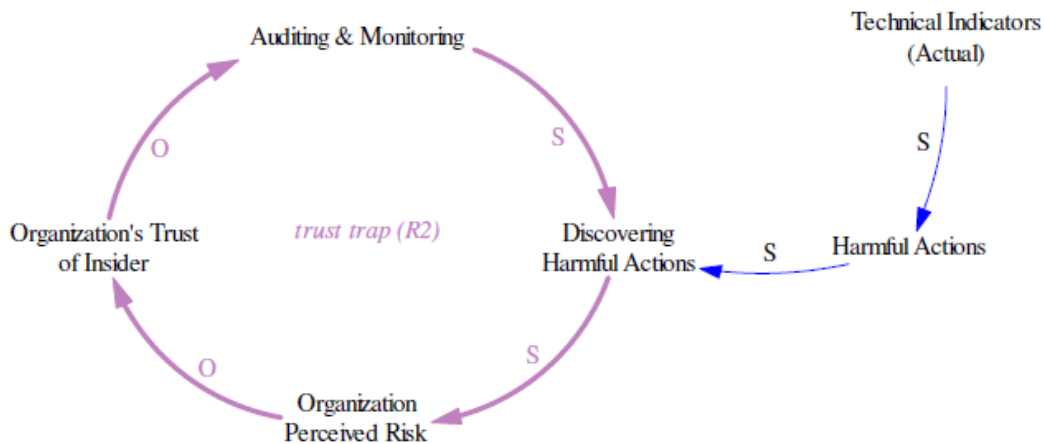 Auditing & Monitoring
Technical Indicators
(Actual)
S
S
O
Organization's Trust
of Insider
trust trap (R2)
Discovering
Harmful Actions
S
Harmful Actions
O
S
Organization
Perceived Risk